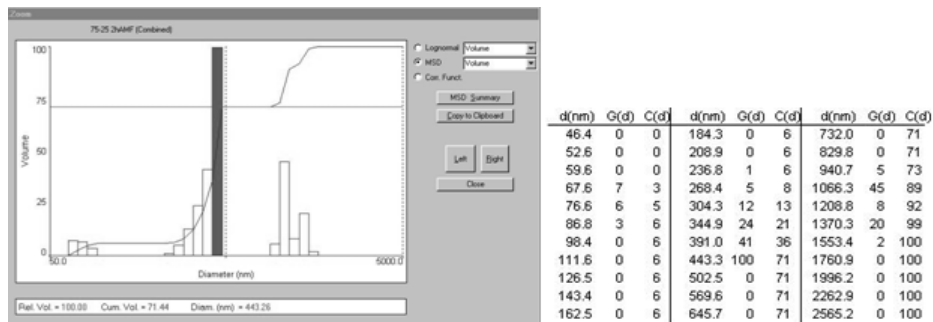 Zoom
75-25 2hAMF (Combined)
100
75
50
25
0
Volume
50.0
5000.0
Diameter (nm)
Lognormal Volume
MSD Volume
Corr. Funct.
MSD Summary
Copy to Clipboard
Left Right
Close
Rel. Vol. = 100.00 Cum. Vol. = 71.44 Diam. (nm) = 443.26
d(nm) G(d) C(d) d(nm) G(d) C(d) d(nm) G(d) C(d)
46.4 0 0 184.3 0 6 732.0 0 71
52.6 0 0 208.9 0 6 829.8 0 71
59.6 0 0 236.8 1 6 940.7 5 73
67.6 7 3 268.4 5 8 1066.3 45 89
76.6 6 5 304.3 12 13 1208.8 8 92
86.8 3 6 344.9 24 21 1370.3 20 99
98.4 0 6 391.0 41 36 1553.4 2 100
111.6 0 6 443.3 100 71 1760.9 0 100
126.5 0 6 502.5 0 71 1996.2 0 100
143.4 0 6 569.6 0 71 2262.9 0 100
162.5 0 6 645.7 0 71 2565.2 0 100